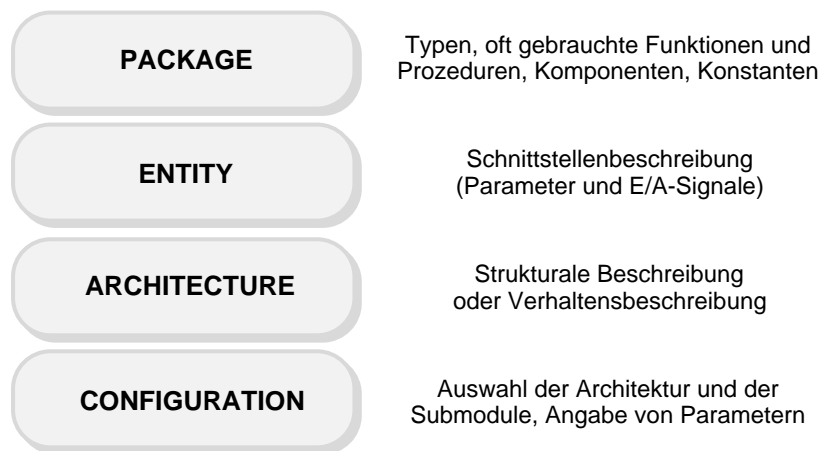 PACKAGE
Typen, oft gebrauchte Funktionen und
Prozeduren, Komponenten, Konstanten
ENTITY
Schnittstellenbeschreibung
(Parameter und E/A-Signale)
ARCHITECTURE
Strukturale Beschreibung
oder Verhaltensbeschreibung
CONFIGURATION
Auswahl der Architektur und der
Submodule, Angabe von Parametern